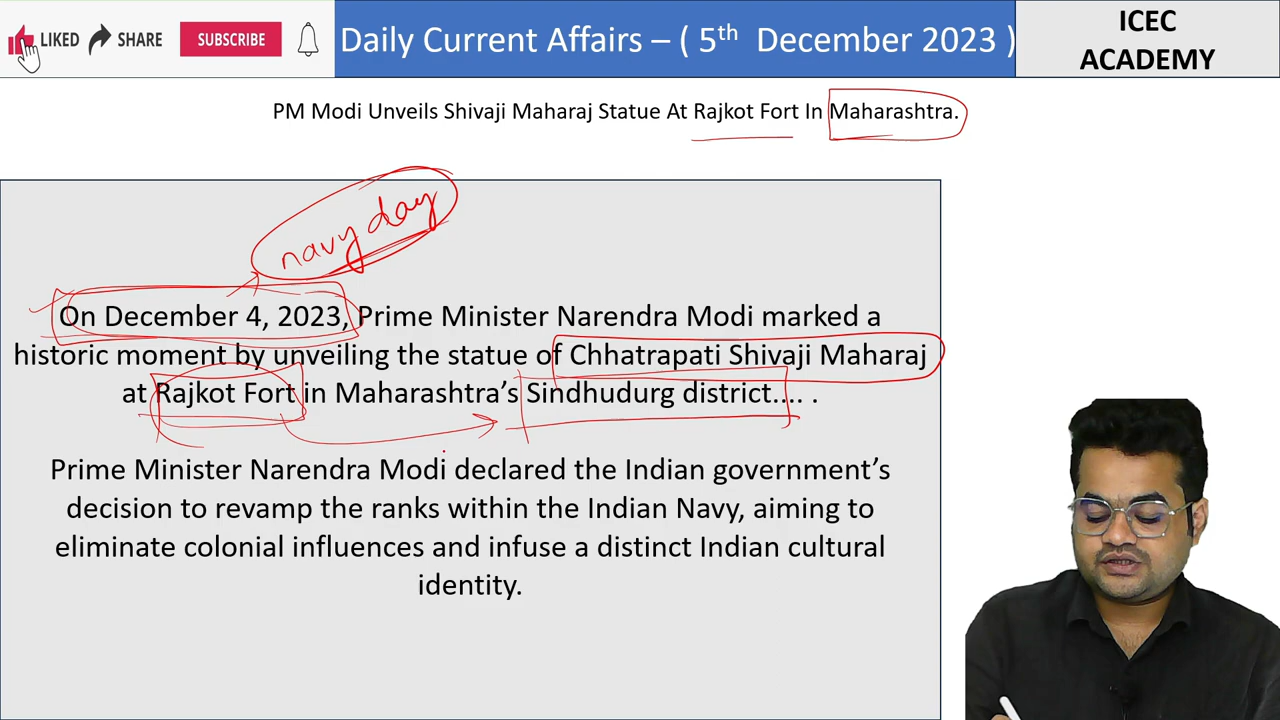 LIKED SHARE SUBSCRIBE
Daily Current Affairs – ( 5th December 2023 )
ICEC
ACADEMY
PM Modi Unveils Shivaji Maharaj Statue At Rajkot Fort In Maharashtra.
navy day
On December 4, 2023, Prime Minister Narendra Modi marked a
historic moment by unveiling the statue of Chhatrapati Shivaji Maharaj
at Rajkot Fort in Maharashtra’s Sindhudurg district.... .
Prime Minister Narendra Modi declared the Indian government’s
decision to revamp the ranks within the Indian Navy, aiming to
eliminate colonial influences and infuse a distinct Indian cultural
identity.